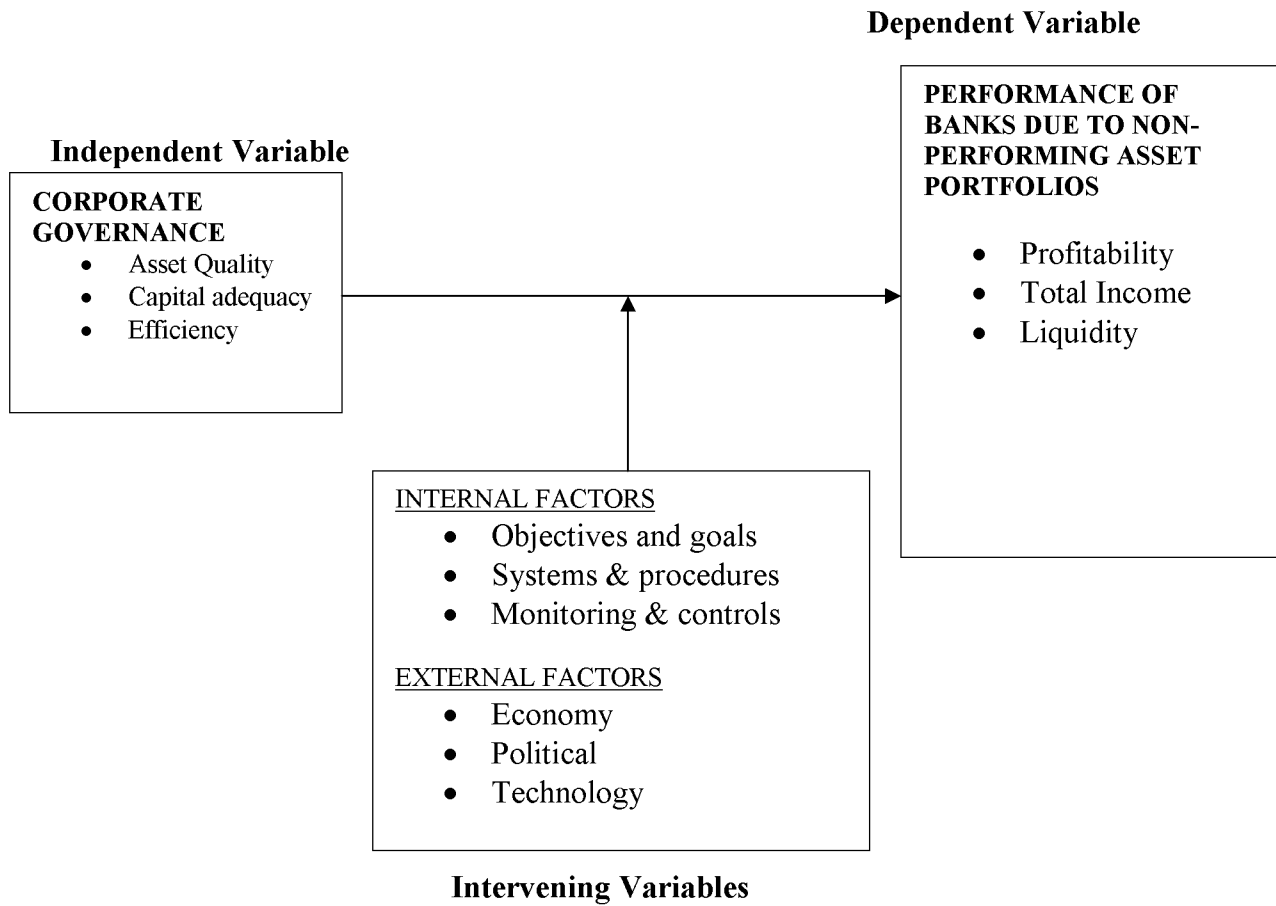 Dependent Variable
PERFORMANCE OF
BANKS DUE TO NON-
PERFORMING ASSET
PORTFOLIOS
• Profitability
• Total Income
• Liquidity
Independent Variable
CORPORATE
GOVERNANCE
• Asset Quality
• Capital adequacy
• Efficiency
INTERNAL FACTORS
• Objectives and goals
• Systems & procedures
• Monitoring & controls
EXTERNAL FACTORS
• Economy
• Political
• Technology
Intervening Variables